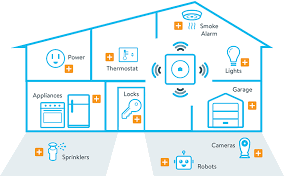 Smoke
Alarm
Power
Thermostat
Lights
Appliances
Locks
Garage
Sprinklers
Cameras
Robots